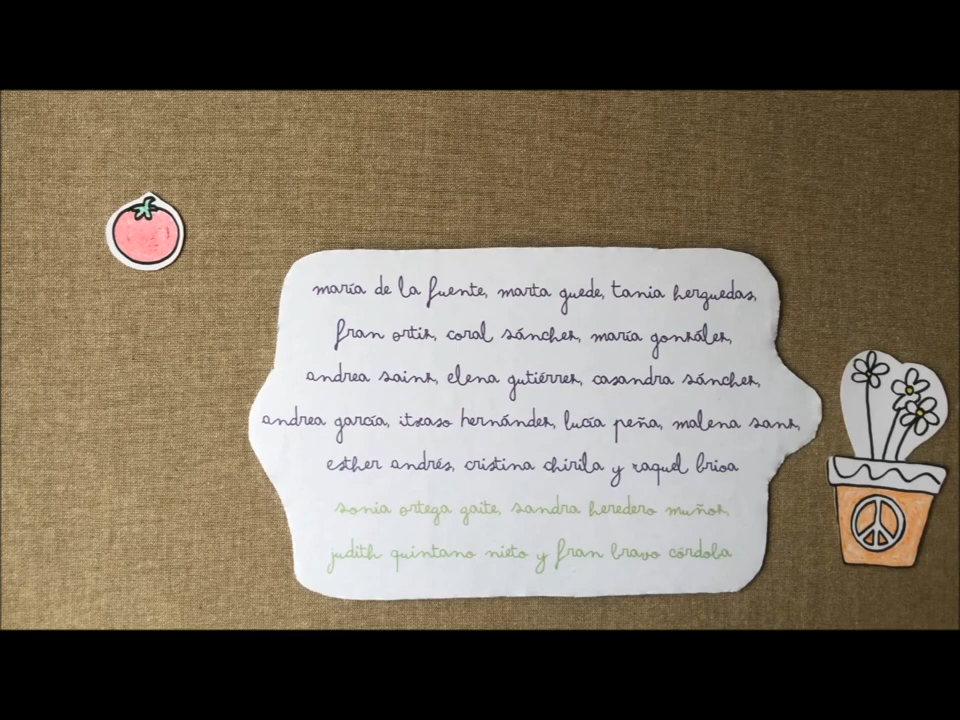 maría de la fuente, marta guede, tania herguedas,
fran ortiz, coral sánchez, maría gonzález,
andrea sainz, elena gutiérrez, casandra sánchez,
andrea garcía, itxaso hernández, lucía peña, malena sanz,
esther andrés, cristina chirila y raquel brioa
sonia ortega gaite, sandra heredero muñoz,
judith quintano nieto y fran bravo córdoba